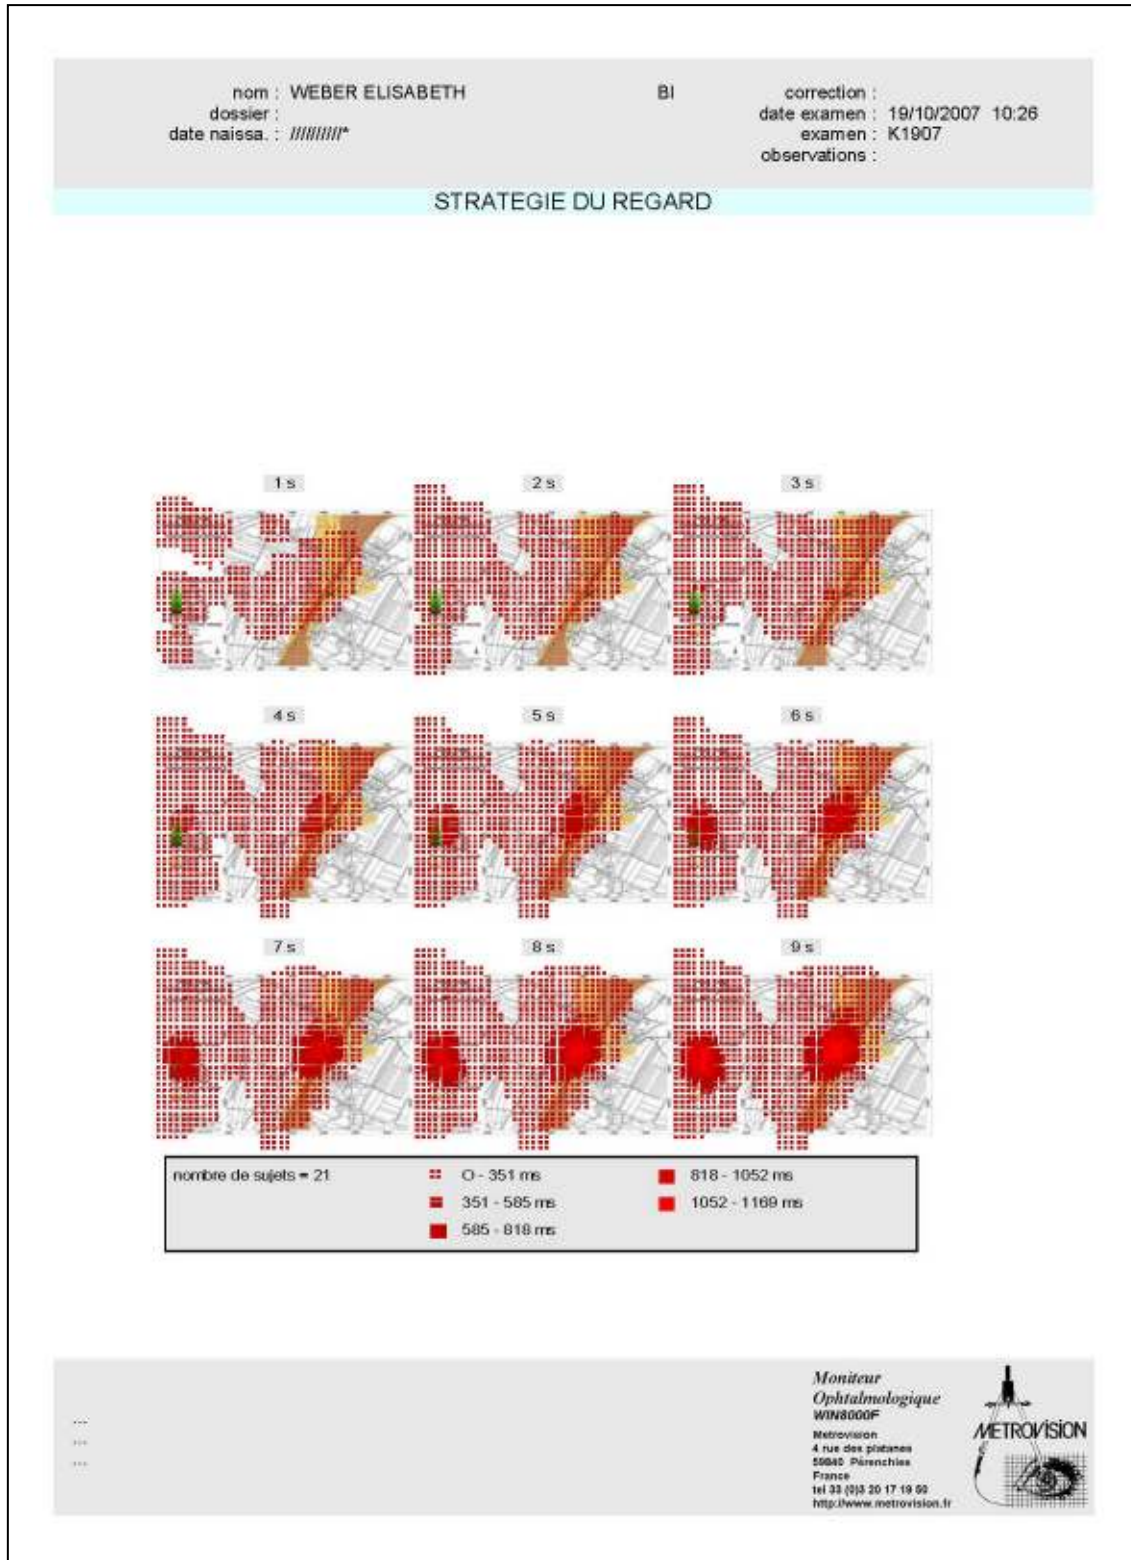 nom : WEBER ELISABETH BI correction :
dossier : date examen : 19/10/2007 10:26
date naissa. : //////////* examen : K1907
observations :
STRATEGIE DU REGARD
1 s 2 s 3 s
4 s 5 s 6 s
7 s 8 s 9 s
nombre de sujets = 21 O - 351 ms 818 - 1052 ms
351 - 585 ms 1052 - 1169 ms
585 - 818 ms
Moniteur
Ophtalmologique
WIN8000F
Metrovision
4 rue des platanes
59840 Pérenchies
France
tel 33 (0)3 20 17 19 50
http://www.metrovision.fr
METROVISION
---
---
---